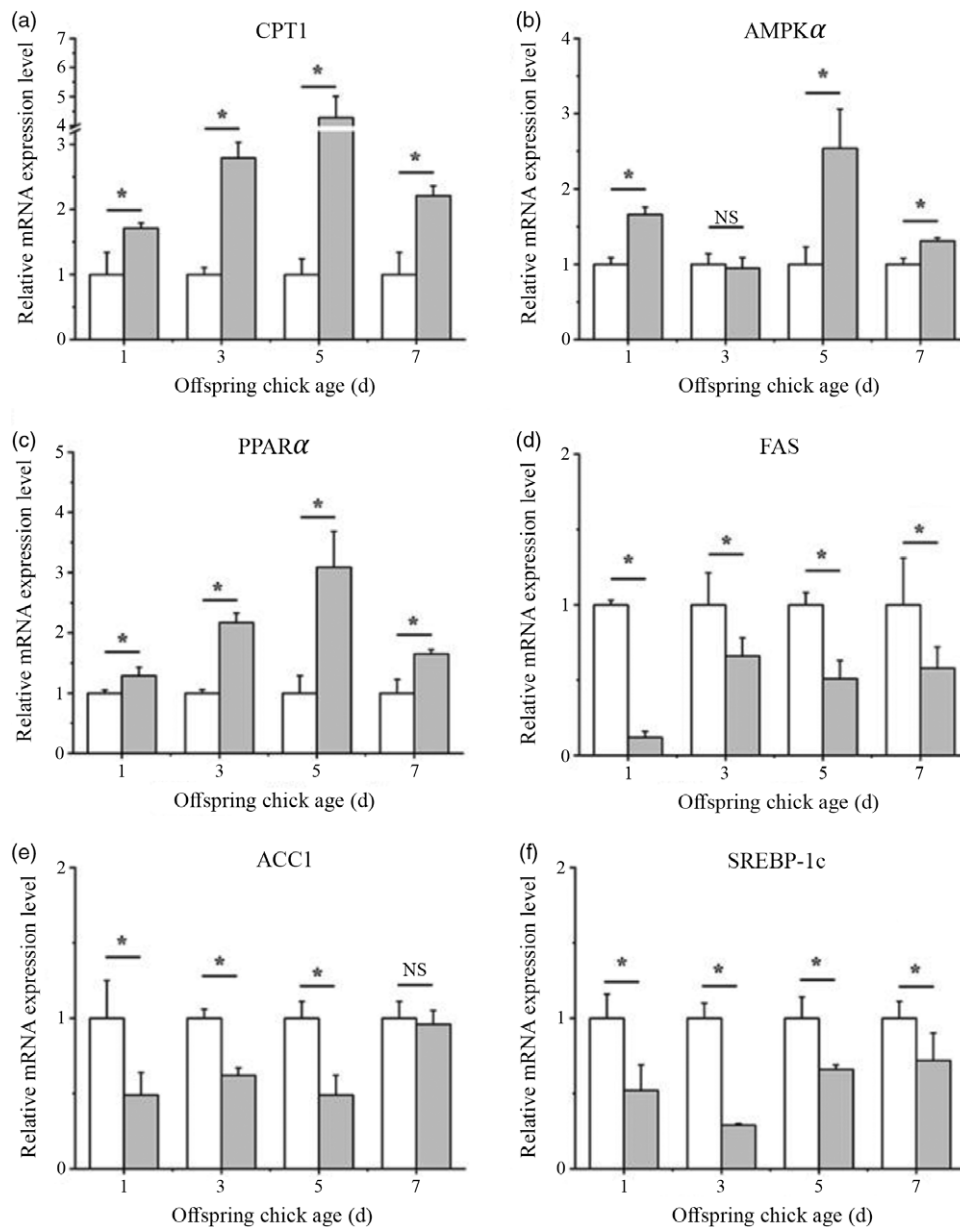 (a)
CPT1
Relative mRNA expression level
7
6
5
4
3
2
1
0
*
*
*
*
1 3 5 7
Offspring chick age (d)
(b)
AMPKα
Relative mRNA expression level
4
3
2
1
0
*
NS
*
*
1 3 5 7
Offspring chick age (d)
(c)
PPARα
Relative mRNA expression level
5
4
3
2
1
0
*
*
*
*
1 3 5 7
Offspring chick age (d)
(d)
FAS
Relative mRNA expression level
2
1
0
*
*
*
*
1 3 5 7
Offspring chick age (d)
(e)
ACC1
Relative mRNA expression level
2
1
0
*
*
*
NS
1 3 5 7
Offspring chick age (d)
(f)
SREBP-1c
Relative mRNA expression level
2
1
0
*
*
*
*
1 3 5 7
Offspring chick age (d)